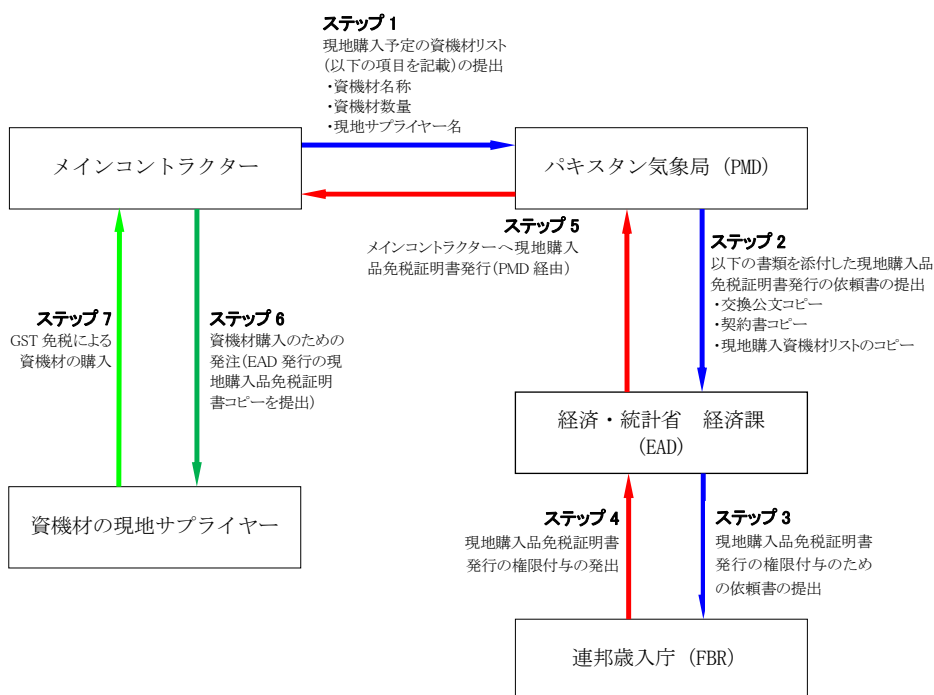 ステップ 1
現地購入予定の資機材リスト
(以下の項目を記載)の提出
・資機材名称
・資機材数量
・現地サプライヤー名
メインコントラクター
パキスタン気象局 (PMD)
ステップ 5
メインコントラクターへ現地購入
品免税証明書発行(PMD 経由)
ステップ 2
以下の書類を添付した現地購入品
免税証明書発行の依頼書の提出
・交換公文コピー
・契約書コピー
・現地購入資機材リストのコピー
ステップ 7
GST 免税による
資機材の購入
ステップ 6
資機材購入のための
発注(EAD 発行の現
地購入品免税証明
書コピーを提出)
経済・統計省 経済課
(EAD)
資機材の現地サプライヤー
ステップ 4
現地購入品免税証明書
発行の権限付与の発出
ステップ 3
現地購入品免税証明書
発行の権限付与のため
の依頼書の提出
連邦歳入庁 (FBR)